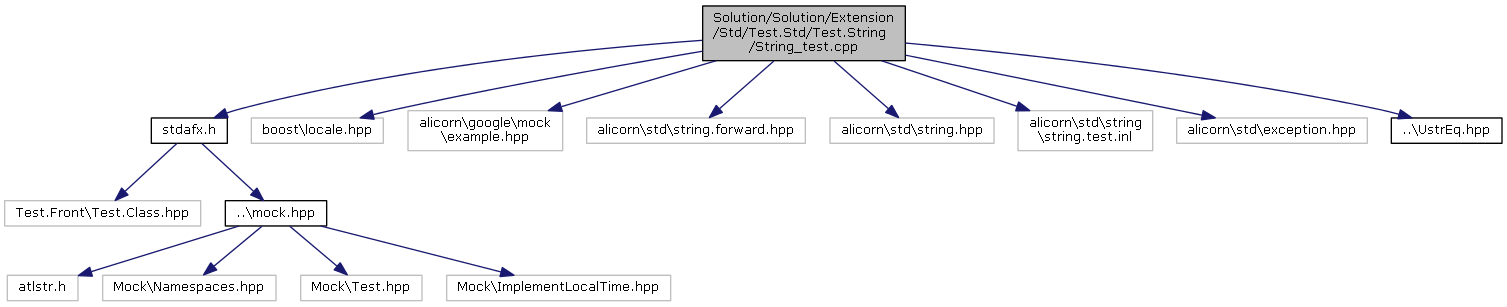 Solution/Solution/Extension
/Std/Test.Std/Test.String
/String_test.cpp
stdafx.h
boost\locale.hpp
alicorn\google\mock
\example.hpp
alicorn\std\string.forward.hpp
alicorn\std\string.hpp
alicorn\std\string
\string.test.inl
alicorn\std\exception.hpp
..\UstrEq.hpp
Test.Front\Test.Class.hpp
..\mock.hpp
atlstr.h
Mock\Namespaces.hpp
Mock\Test.hpp
Mock\ImplementLocalTime.hpp